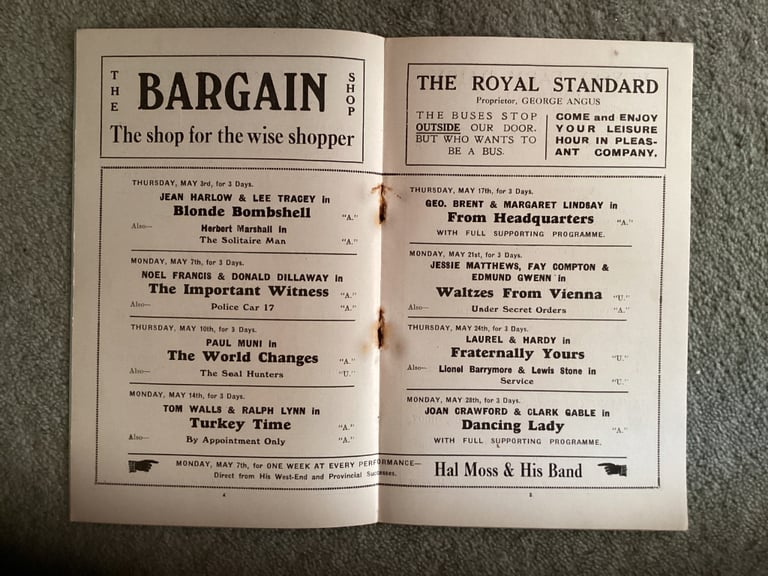 THE BARGAIN SHOP
The shop for the wise shopper
THURSDAY, MAY 3rd, for 3 Days.
JEAN HARLOW & LEE TRACEY in
Blonde Bombshell "A."
Also— Herbert Marshall in
The Solitaire Man "A."
MONDAY, MAY 7th, for 3 Days.
NOEL FRANCIS & DONALD DILLAWAY in
The Important Witness "A."
Also— Police Car 17 "A."
THURSDAY, MAY 10th, for 3 Days.
PAUL MUNI in
The World Changes "A."
Also— The Seal Hunters "U."
MONDAY, MAY 14th, for 3 Days.
TOM WALLS & RALPH LYNN in
Turkey Time "A."
Also— By Appointment Only "A."
THE ROYAL STANDARD
Proprietor, GEORGE ANGUS
THE BUSES STOP
OUTSIDE OUR DOOR.
BUT WHO WANTS TO
BE A BUS.
COME and ENJOY
YOUR LEISURE
HOUR IN PLEAS-
ANT COMPANY.
THURSDAY, MAY 17th, for 3 Days.
GEO. BRENT & MARGARET LINDSAY in
From Headquarters "A."
WITH FULL SUPPORTING PROGRAMME.
MONDAY, MAY 21st, for 3 Days.
JESSIE MATTHEWS, FAY COMPTON &
EDMUND GWENN in
Waltzes From Vienna "U."
Also— Under Secret Orders "A."
THURSDAY, MAY 24th, for 3 Days.
LAUREL & HARDY in
Fraternally Yours "U."
Also— Lionel Barrymore & Lewis Stone in
Service "U."
MONDAY, MAY 28th, for 3 Days.
JOAN CRAWFORD & CLARK GABLE in
Dancing Lady "A."
WITH FULL SUPPORTING PROGRAMME.
MONDAY, MAY 7th, for ONE WEEK AT EVERY PERFORMANCE—
Direct from His West-End and Provincial Successes.
Hal Moss & His Band
4
5